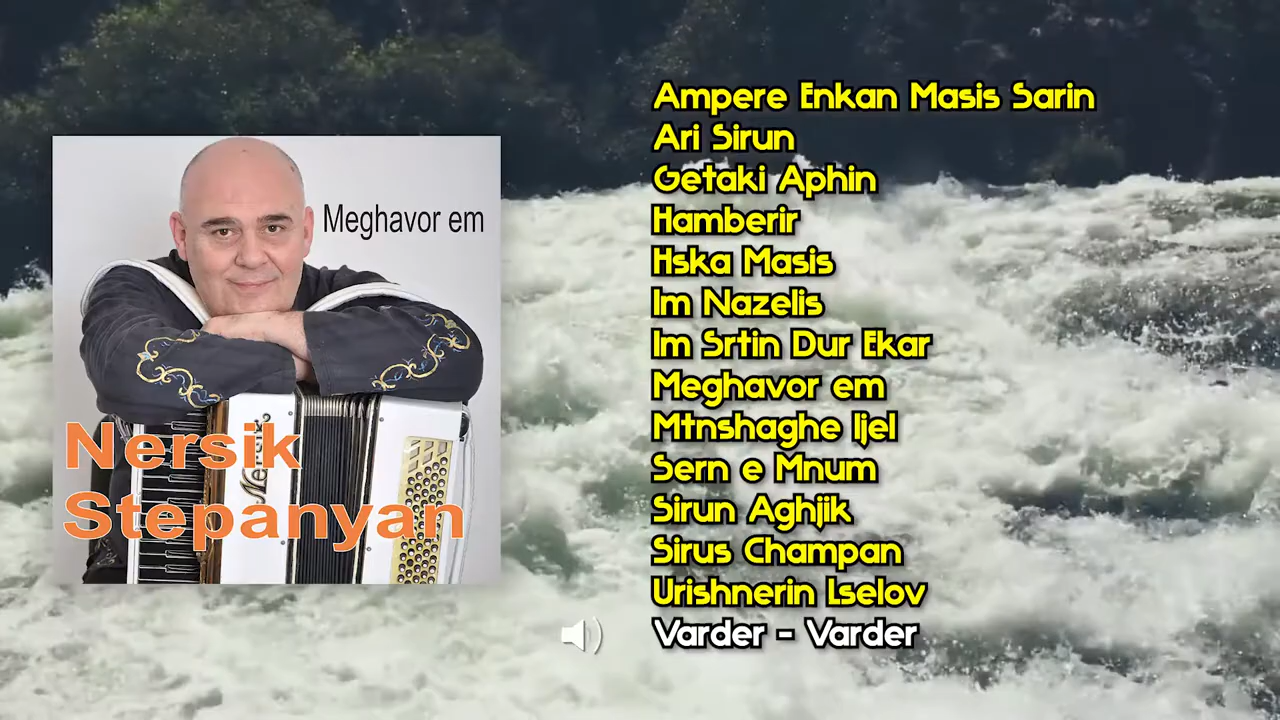 Meghavor em
Nersik
Nersik
Stepanyan
Ampere Enkan Masis Sarin
Ari Sirun
Getaki Aphin
Hamberir
Hska Masis
Im Nazelis
Im Srtin Dur Ekar
Meghavor em
Mtnshaghe Ijel
Sern e Mnum
Sirun Aghjik
Sirus Champan
Urishnerin Lselov
Varder - Varder